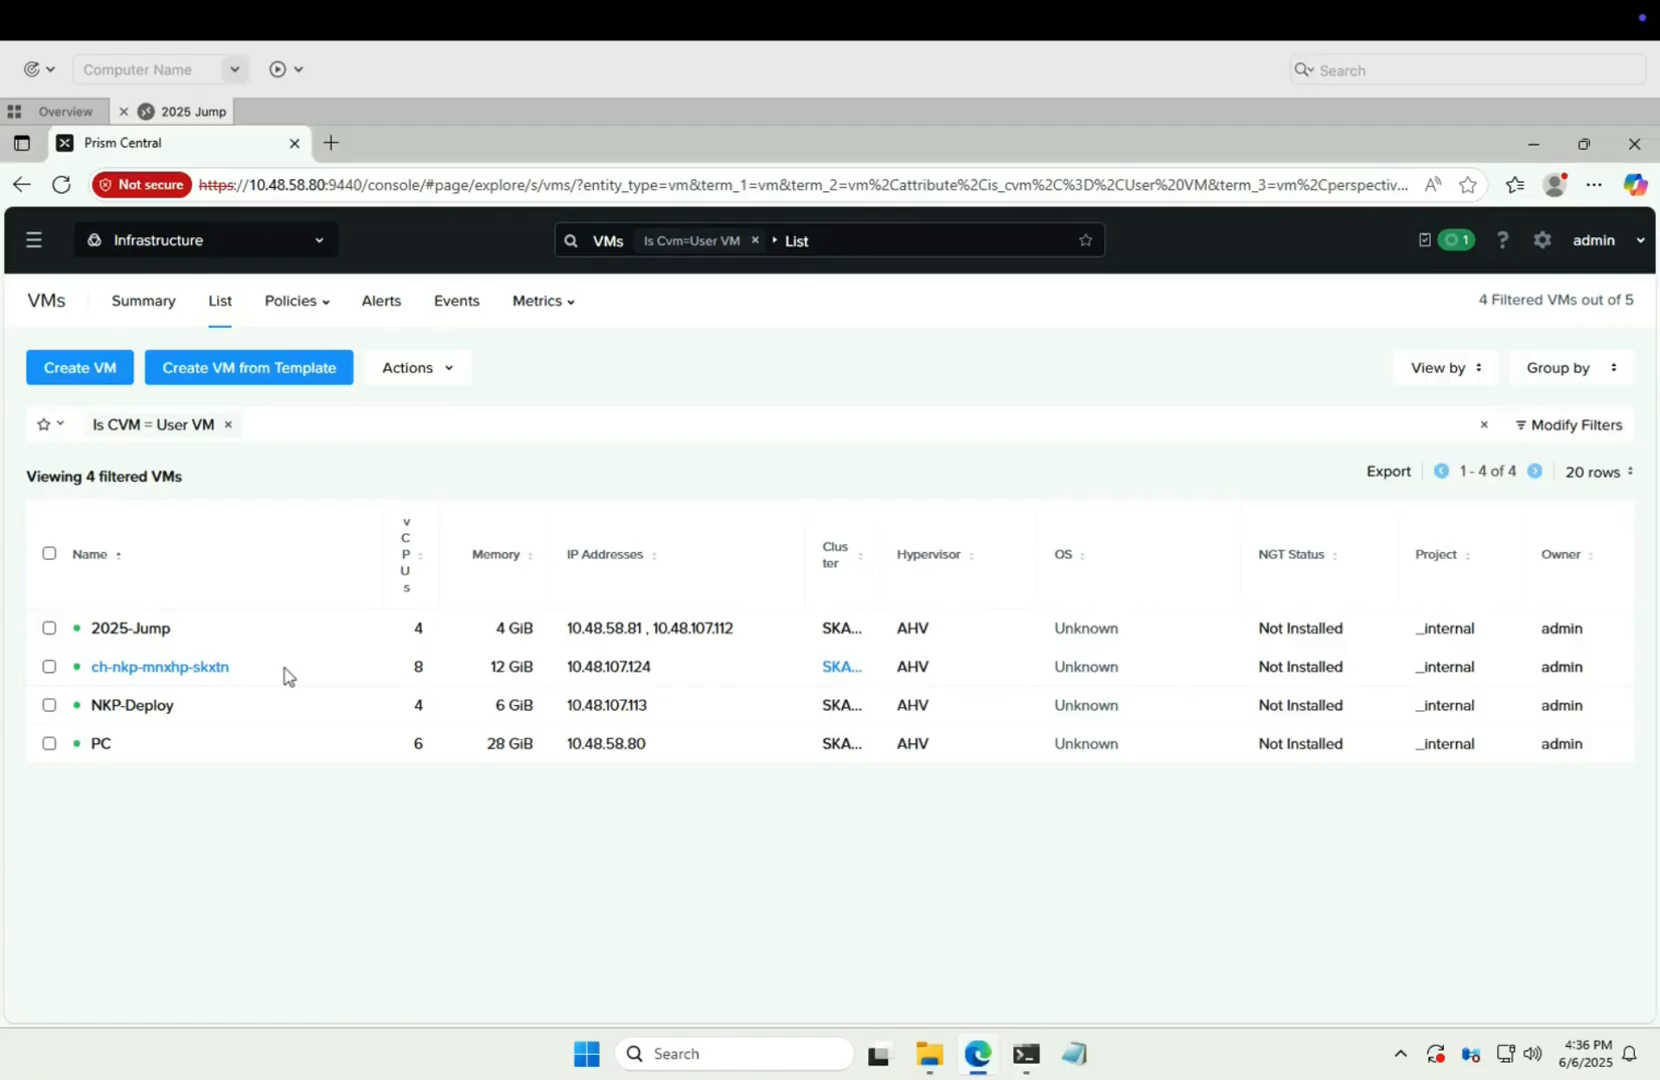 Computer Name
Search
Overview
2025 Jump
Prism Central
Not secure https://10.48.58.80:9440/console/#page/explore/s/vms/?entity_type=vm&term_1=vm&term_2=vm%2Cattribute%2Cis_cvm%2C%3D%2CUser%20VM&term_3=vm%2Cperspectiv...
Infrastructure
VMs Is Cvm=User VM × List
1 ? admin
VMs Summary List Policies Alerts Events Metrics
4 Filtered VMs out of 5
Create VM Create VM from Template Actions
View by Group by
Is CVM = User VM ×
× Modify Filters
Viewing 4 filtered VMs
Export 1 - 4 of 4 20 rows
Name vCPUs Memory IP Addresses Cluster Hypervisor OS NGT Status Project Owner
2025-Jump 4 4 GiB 10.48.58.81 , 10.48.107.112 SKA... AHV Unknown Not Installed _internal admin
ch-nkp-mnxhp-skxtn 8 12 GiB 10.48.107.124 SKA... AHV Unknown Not Installed _internal admin
NKP-Deploy 4 6 GiB 10.48.107.113 SKA... AHV Unknown Not Installed _internal admin
PC 6 28 GiB 10.48.58.80 SKA... AHV Unknown Not Installed _internal admin
Search
4:36 PM
6/6/2025